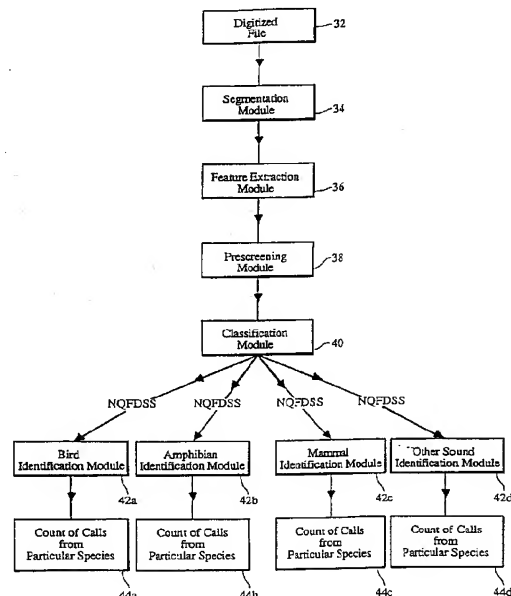 Digitized
File
32
Segmentation
Module
34
Feature Extraction
Module
36
Prescreening
Module
38
Classification
Module
40
NQFDSS
NQFDSS
NQFDSS
NQFDSS
Bird
Identification Module
42a
Amphibian
Identification Module
42b
Mammal
Identification Module
42c
Other Sound
Identification Module
42d
Count of Calls
from
Particular Species
44a
Count of Calls
from
Particular Species
44b
Count of Calls
from
Particular Species
44c
Count of Calls
from
Particular Species
44d